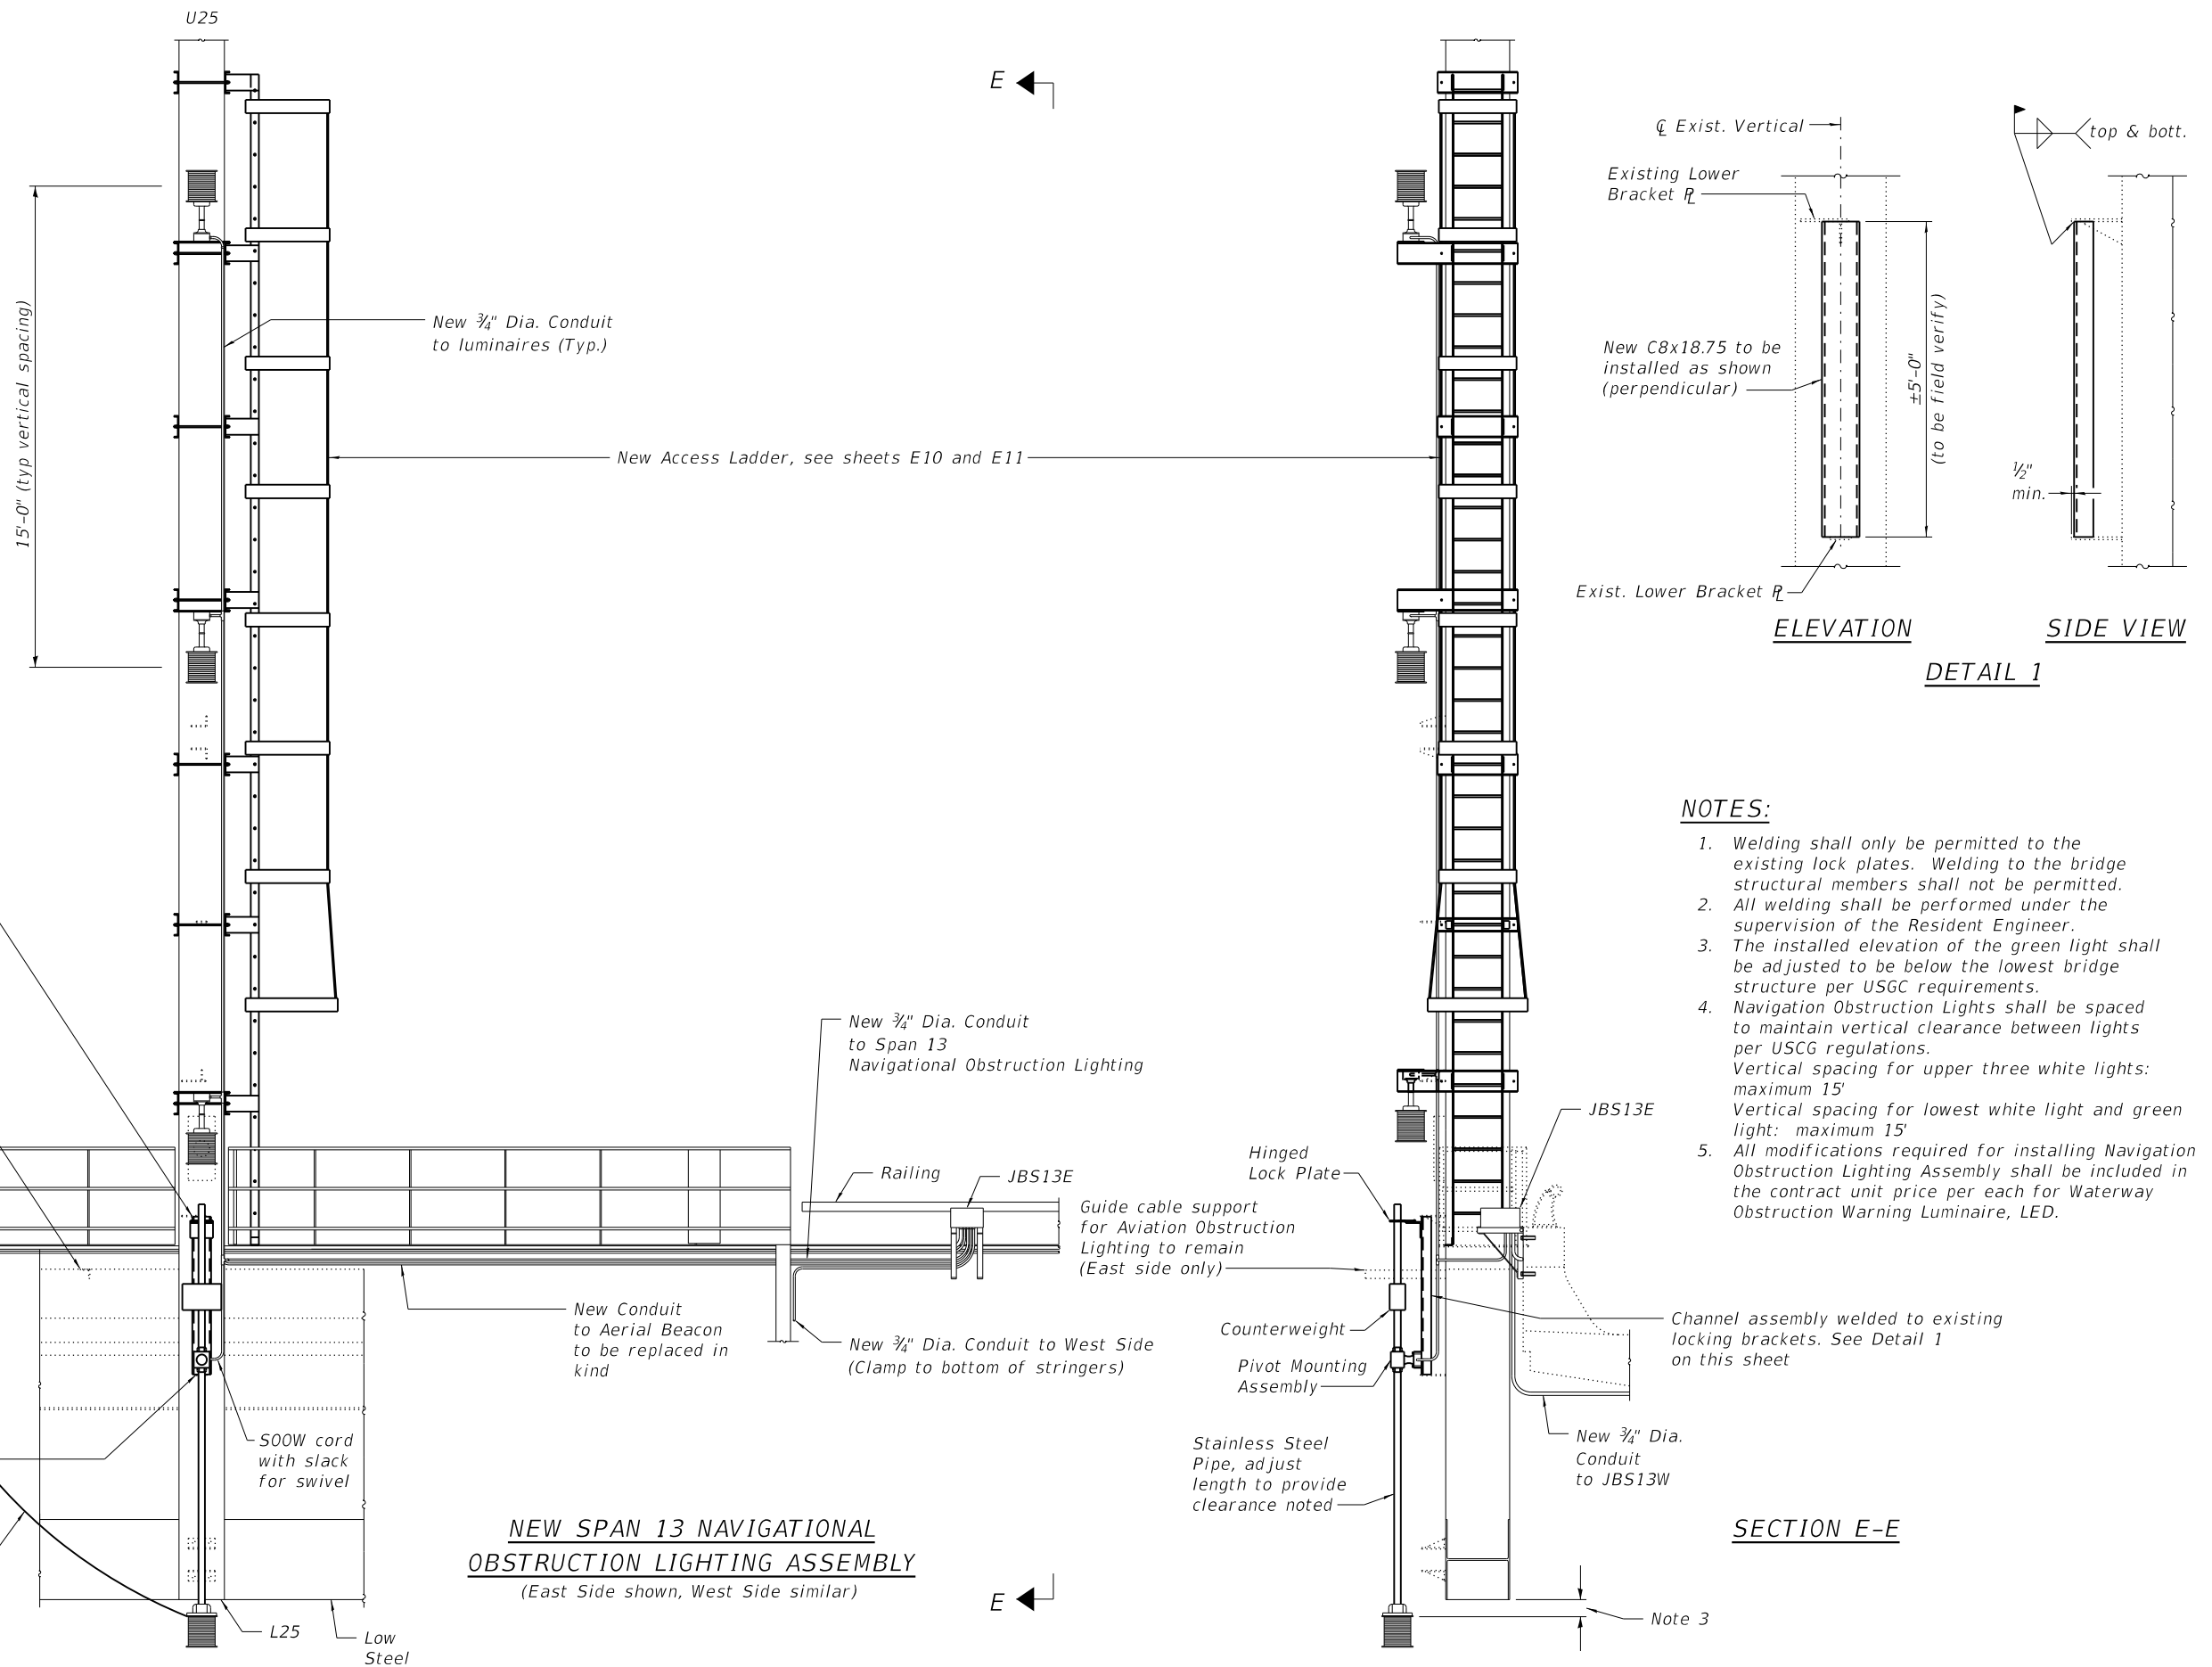 U25
E
15'-0" (typ vertical spacing)
New ¾" Dia. Conduit
to luminaires (Typ.)
New Access Ladder, see sheets E10 and E11
℄ Exist. Vertical
Existing Lower
Bracket ℙL
New C8x18.75 to be
installed as shown
(perpendicular)
±5'-0"
(to be field verify)
Exist. Lower Bracket ℙL
ELEVATION
top & bott.
½"
min.
SIDE VIEW
DETAIL 1
NOTES:
1. Welding shall only be permitted to the
existing lock plates. Welding to the bridge
structural members shall not be permitted.
2. All welding shall be performed under the
supervision of the Resident Engineer.
3. The installed elevation of the green light shall
be adjusted to be below the lowest bridge
structure per USGC requirements.
4. Navigation Obstruction Lights shall be spaced
to maintain vertical clearance between lights
per USCG regulations.
Vertical spacing for upper three white lights:
maximum 15'
Vertical spacing for lowest white light and green
light: maximum 15'
5. All modifications required for installing Navigation
Obstruction Lighting Assembly shall be included in
the contract unit price per each for Waterway
Obstruction Warning Luminaire, LED.
New ¾" Dia. Conduit
to Span 13
Navigational Obstruction Lighting
Railing
JBS13E
New Conduit
to Aerial Beacon
to be replaced in
kind
New ¾" Dia. Conduit to West Side
(Clamp to bottom of stringers)
SOOW cord
with slack
for swivel
L25
Low
Steel
NEW SPAN 13 NAVIGATIONAL
OBSTRUCTION LIGHTING ASSEMBLY
(East Side shown, West Side similar)
E
JBS13E
Hinged
Lock Plate
Guide cable support
for Aviation Obstruction
Lighting to remain
(East side only)
Counterweight
Pivot Mounting
Assembly
Stainless Steel
Pipe, adjust
length to provide
clearance noted
Channel assembly welded to existing
locking brackets. See Detail 1
on this sheet
New ¾" Dia.
Conduit
to JBS13W
Note 3
SECTION E-E